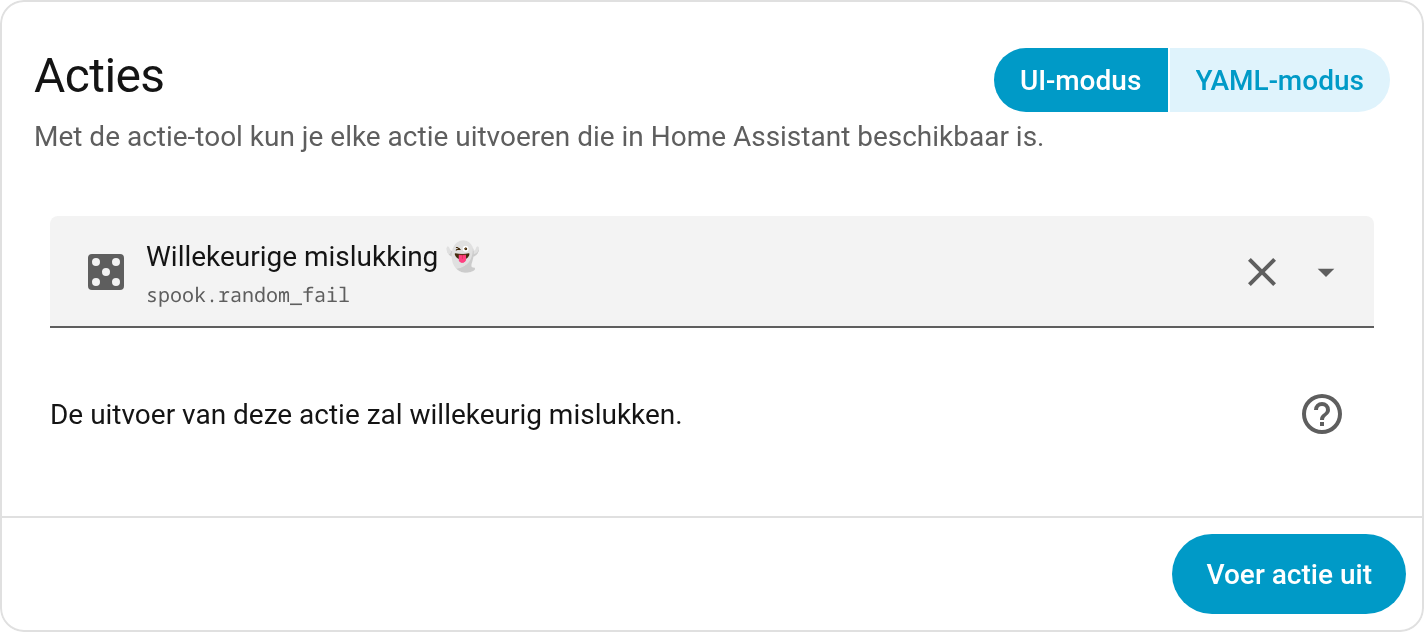 Acties
UI-modus
YAML-modus
Met de actie-tool kun je elke actie uitvoeren die in Home Assistant beschikbaar is.
Willekeurige mislukking 👻
spook.random_fail
De uitvoer van deze actie zal willekeurig mislukken.
Voer actie uit